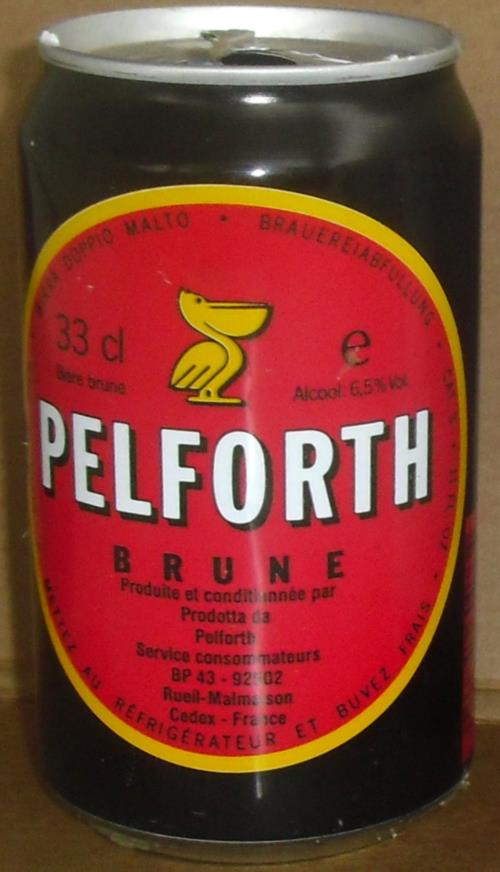 BIRRA DOPPIO MALTO • BRAUEREIABFÜLLUNG •
33 cl
Bière brune
e
Alcool. 6,5% Vol.
PELFORTH
BRUNE
Produite et conditionnée par
Prodotta da
Pelforth
Service consommateurs
BP 43 - 92502
Rueil-Malmaison
Cedex - France
METTEZ AU RÉFRIGÉRATEUR ET BUVEZ FRAIS